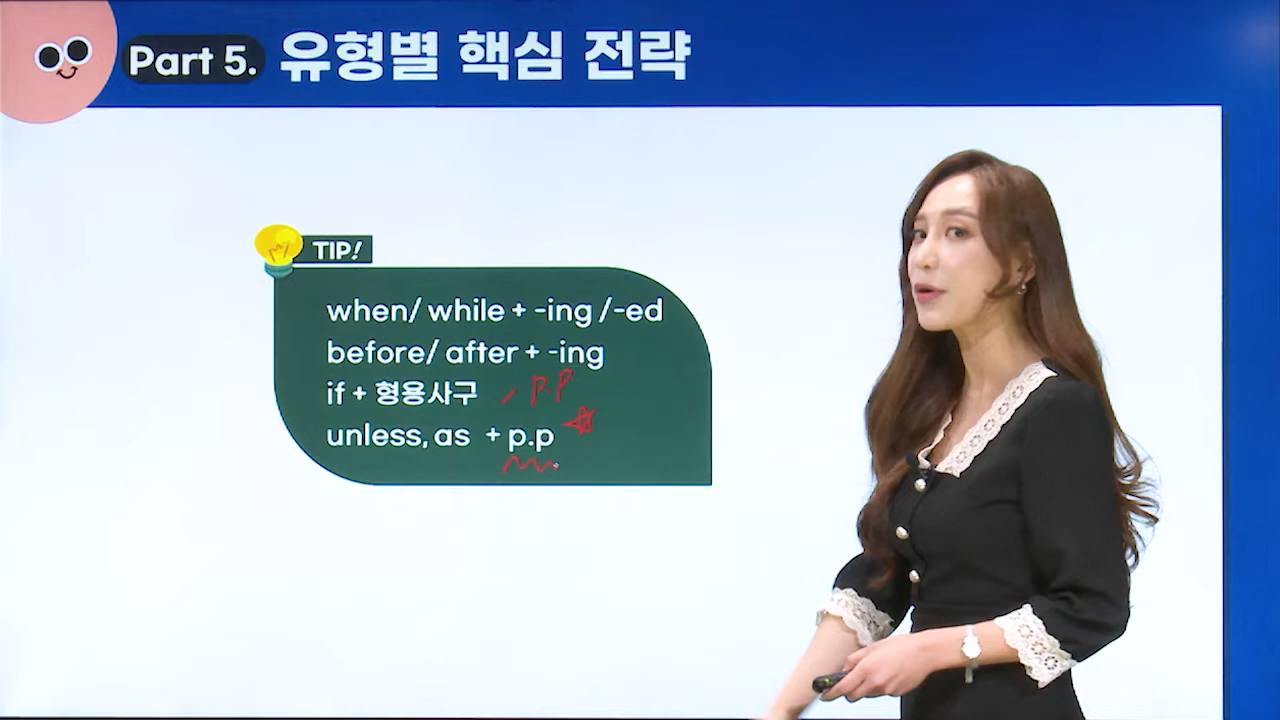 Part 5. 유형별 핵심 전략
TIP!
when/ while + -ing /-ed
before/ after + -ing
if + 형용사구 , p.p
unless, as + p.p